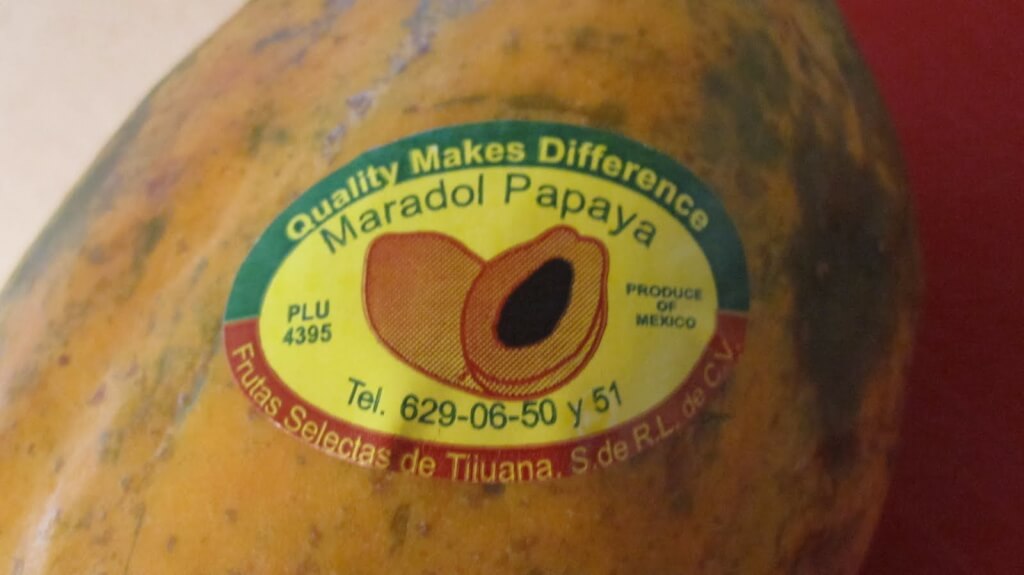 Quality Makes Difference
Maradol Papaya
PLU
4395
PRODUCE
OF
MEXICO
Tel. 629-06-50 y 51
Frutas Selectas de Tijuana, S.de R.L. de C.V.